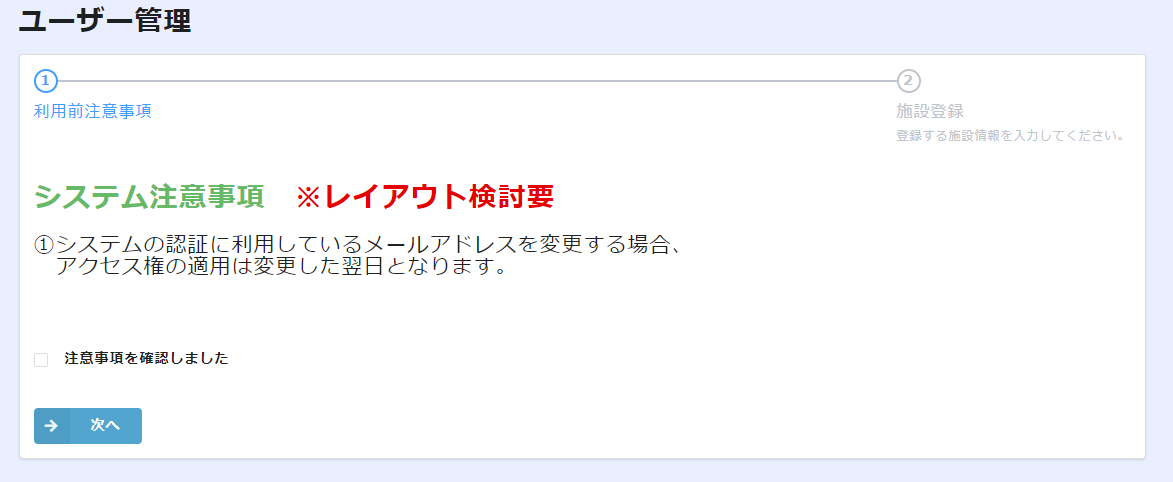 ユーザー管理
1
2
利用前注意事項
施設登録
登録する施設情報を入力してください。
システム注意事項　※レイアウト検討要
①システムの認証に利用しているメールアドレスを変更する場合、
アクセス権の適用は変更した翌日となります。
注意事項を確認しました
次へ